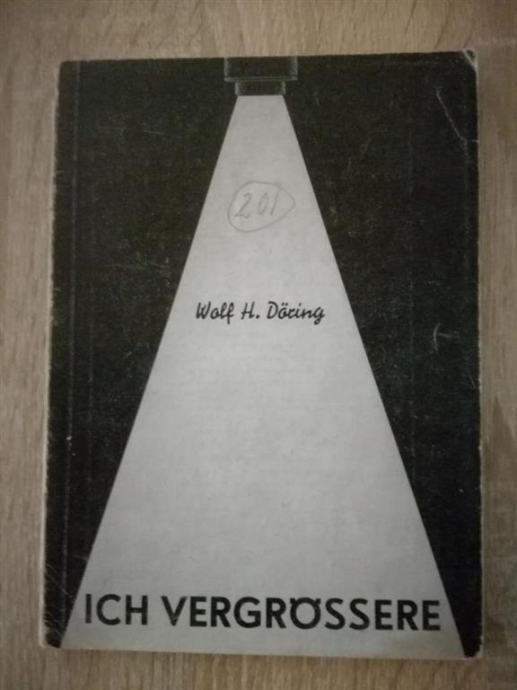 201
Wolf H. Döring
ICH VERGRÖSSERE